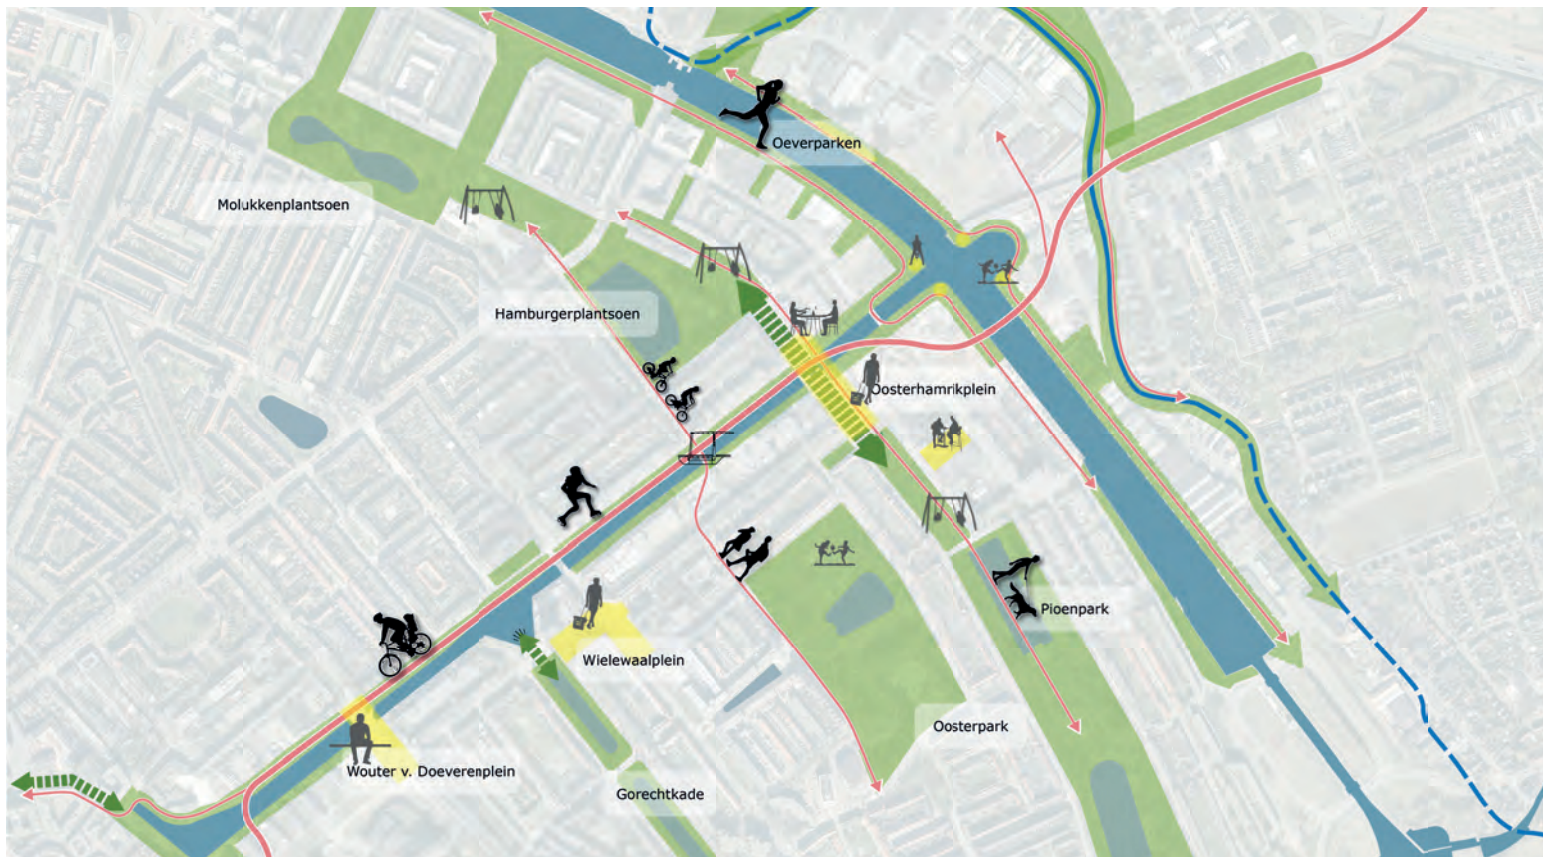 Oeverparken
Molukkenplantsoen
Hamburgerplantsoen
Oosterhamrikplein
Pioenpark
Wielewaalplein
Oosterpark
Wouter v. Doeverenplein
Gorechtkade